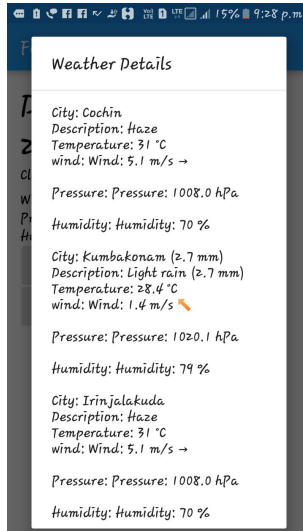 15% 9:28 p.m
Weather Details
City: Cochin
Description: Haze
Temperature: 31 °C
wind: Wind: 5.1 m/s →
Pressure: Pressure: 1008.0 hPa
Humidity: Humidity: 70 %
City: Kumbakonam (2.7 mm)
Description: Light rain (2.7 mm)
Temperature: 28.4 °C
wind: Wind: 1.4 m/s
Pressure: Pressure: 1020.1 hPa
Humidity: Humidity: 79 %
City: Irinjalakuda
Description: Haze
Temperature: 31 °C
wind: Wind: 5.1 m/s →
Pressure: Pressure: 1008.0 hPa
Humidity: Humidity: 70 %